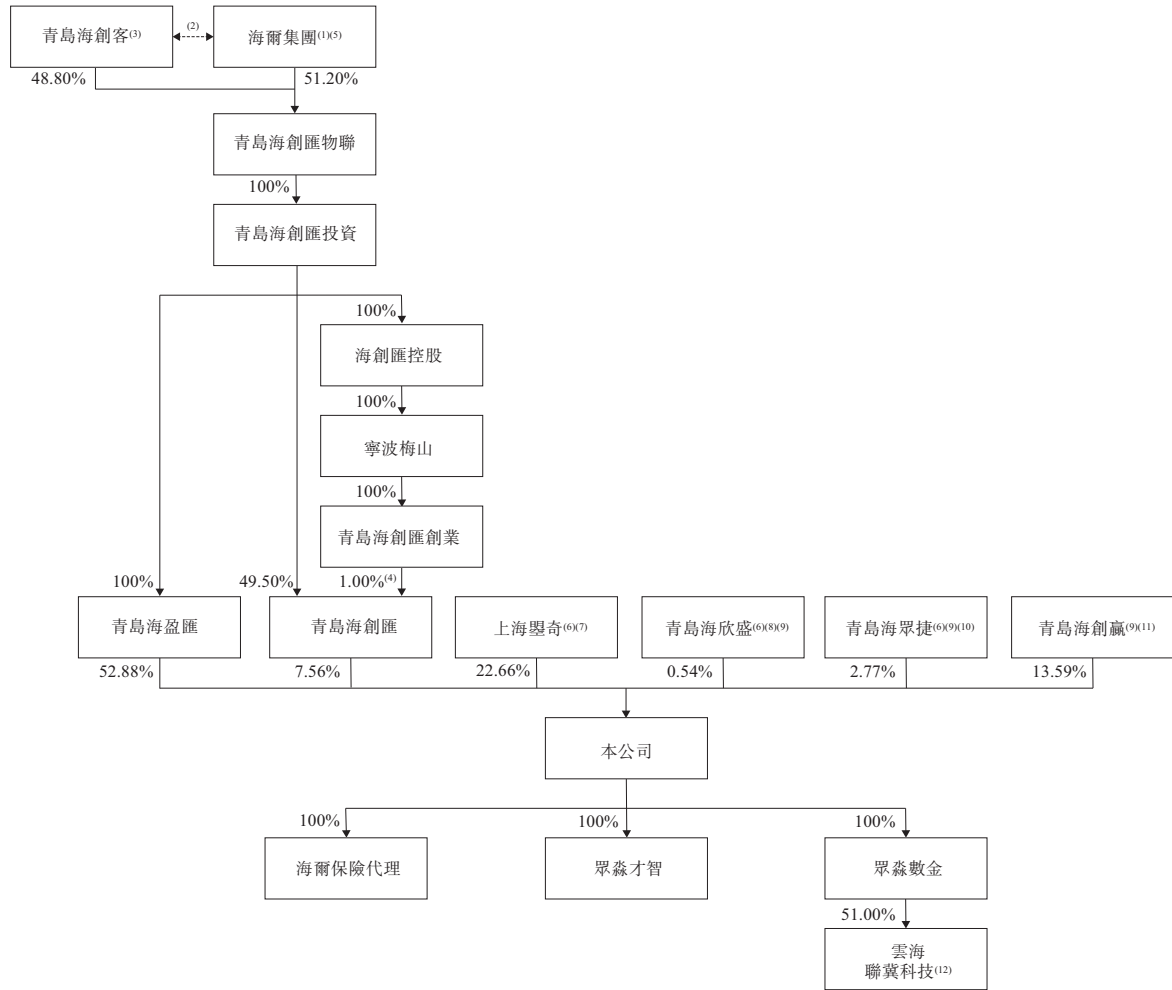 青島海創客(3)
(2)
海爾集團(1)(5)
48.80%
51.20%
青島海創匯物聯
100%
青島海創匯投資
100%
海創匯控股
100%
寧波梅山
100%
青島海創匯創業
100%
49.50%
1.00%(4)
青島海盈匯
青島海創匯
上海曌奇(6)(7)
青島海欣盛(6)(8)(9)
青島海眾捷(6)(9)(10)
青島海創贏(9)(11)
52.88%
7.56%
22.66%
0.54%
2.77%
13.59%
本公司
100%
100%
100%
海爾保險代理
眾淼才智
眾淼數金
51.00%
雲海
聯冀科技(12)